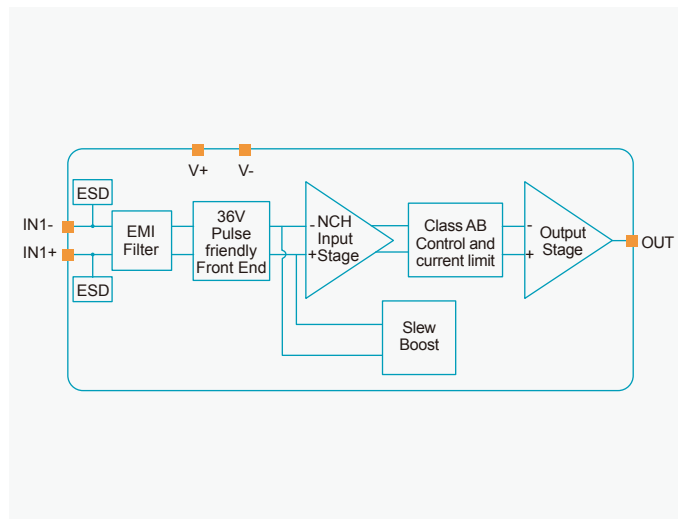 V+
V-
ESD
IN1-
IN1+
ESD
EMI
Filter
36V
Pulse
friendly
Front End
-
+
NCH
Input
Stage
Class AB
Control and
current limit
-
+
Output
Stage
OUT
Slew
Boost